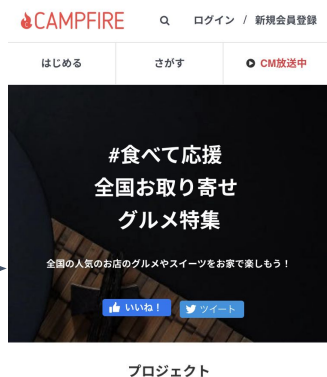 CAMPFIRE
ログイン / 新規会員登録
はじめる
さがす
CM放送中
#食べて応援
全国お取り寄せ
グルメ特集
全国の人気のお店のグルメやスイーツをお家で楽しもう！
いいね！
ツイート
プロジェクト